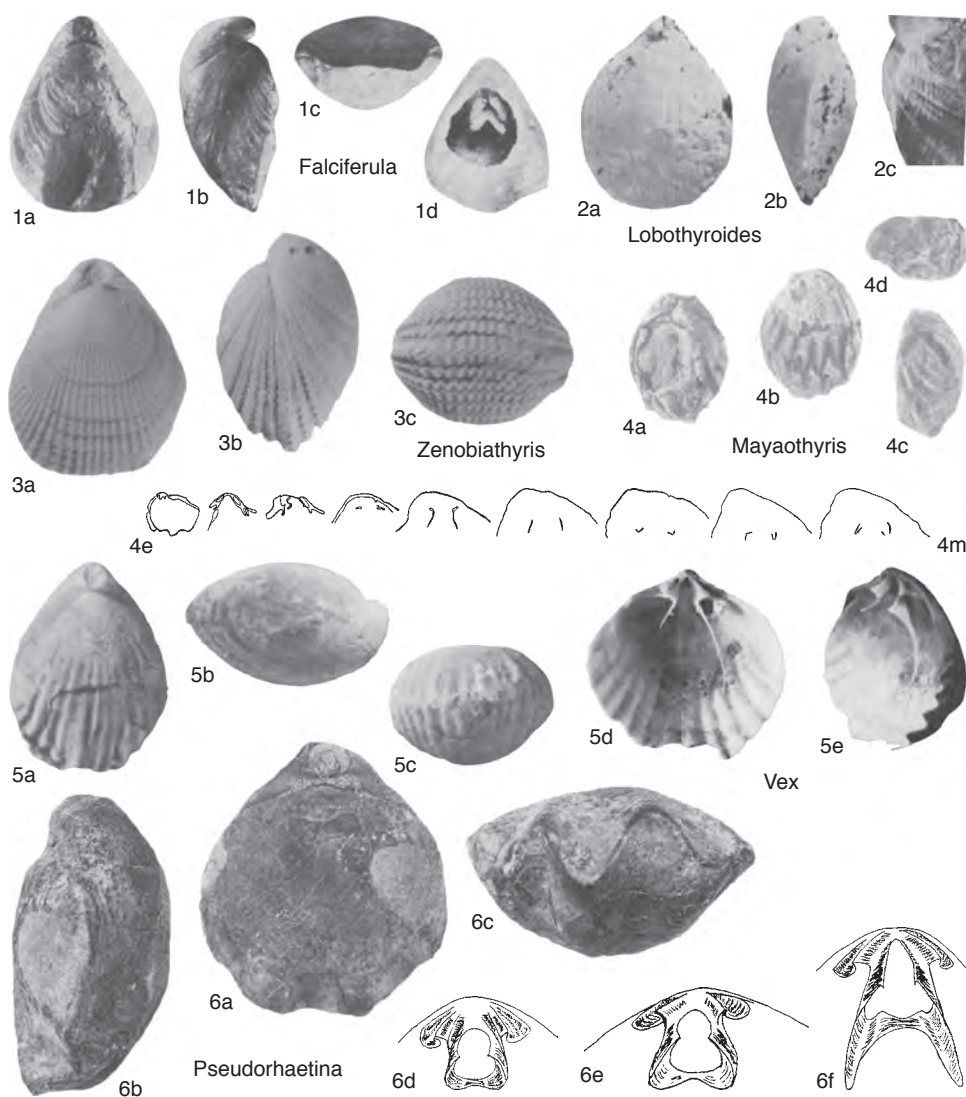 1a
1b
1c
Falciferula
1d
2a
2b
2c
Lobothyroides
3a
3b
3c
Zenobiathyris
4a
4b
4c
4d
Mayaothyris
4e
4m
5a
5b
5c
5d
5e
Vex
6a
6b
6c
Pseudorhaetina
6d
6e
6f